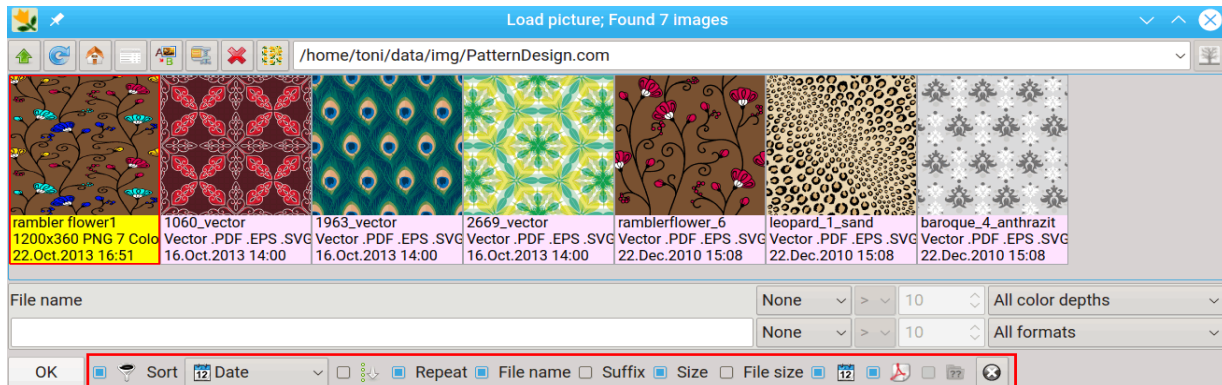 Load picture; Found 7 images
/home/toni/data/img/PatternDesign.com
rambler flower1
1200x360 PNG 7 Colo
22.Oct.2013 16:51
1060_vector
Vector .PDF .EPS .SVG
16.Oct.2013 14:00
1963_vector
Vector .PDF .EPS .SVG
16.Oct.2013 14:00
2669_vector
Vector .PDF .EPS .SVG
16.Oct.2013 14:00
ramblerflower_6
Vector .PDF .EPS .SVG
22.Dec.2010 15:08
leopard_1_sand
Vector .PDF .EPS .SVG
22.Dec.2010 15:08
baroque_4_anthrazit
Vector .PDF .EPS .SVG
22.Dec.2010 15:08
File name None > 10 All color depths
None > 10 All formats
OK Sort 12 Date Repeat File name Suffix Size File size 12 ??